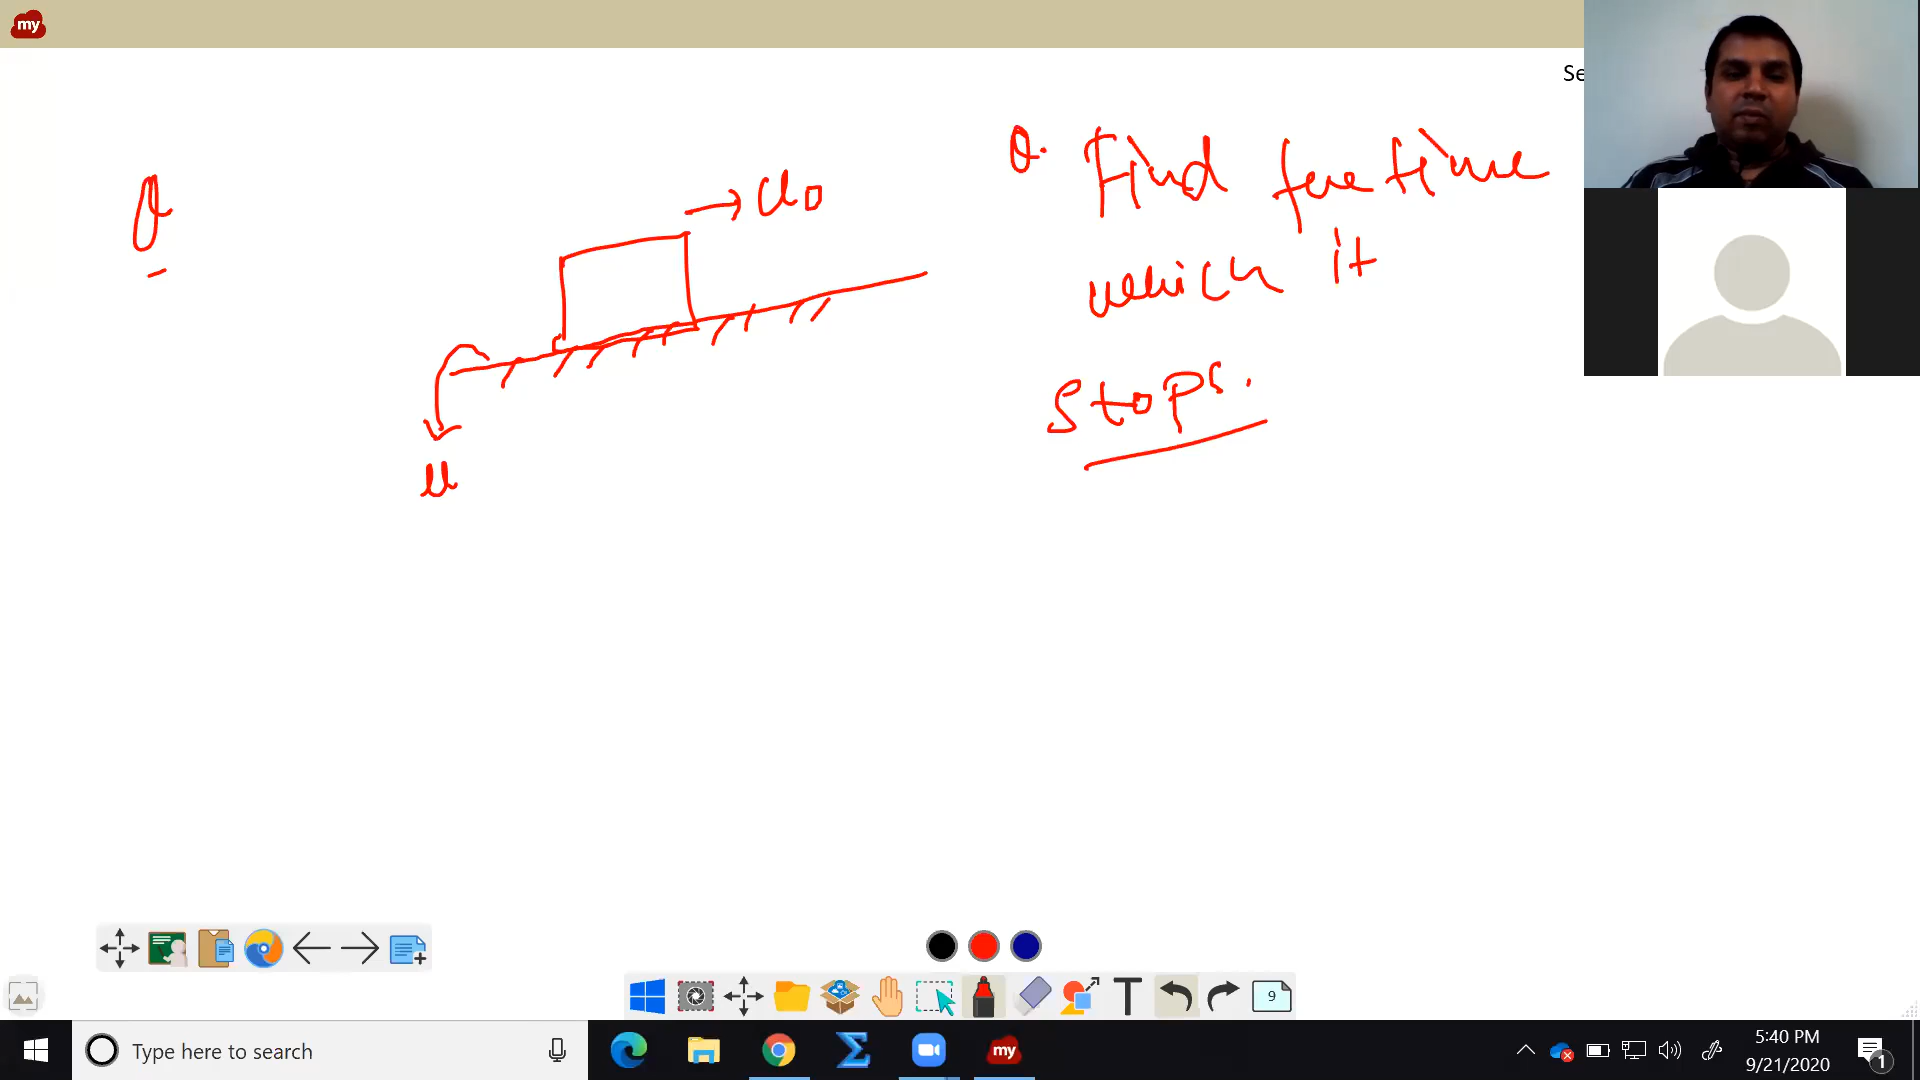 my
Se
Q
→ u0
μ
Q. Find the time
which it
stops.
9
Type here to search
my
5:40 PM
9/21/2020
1